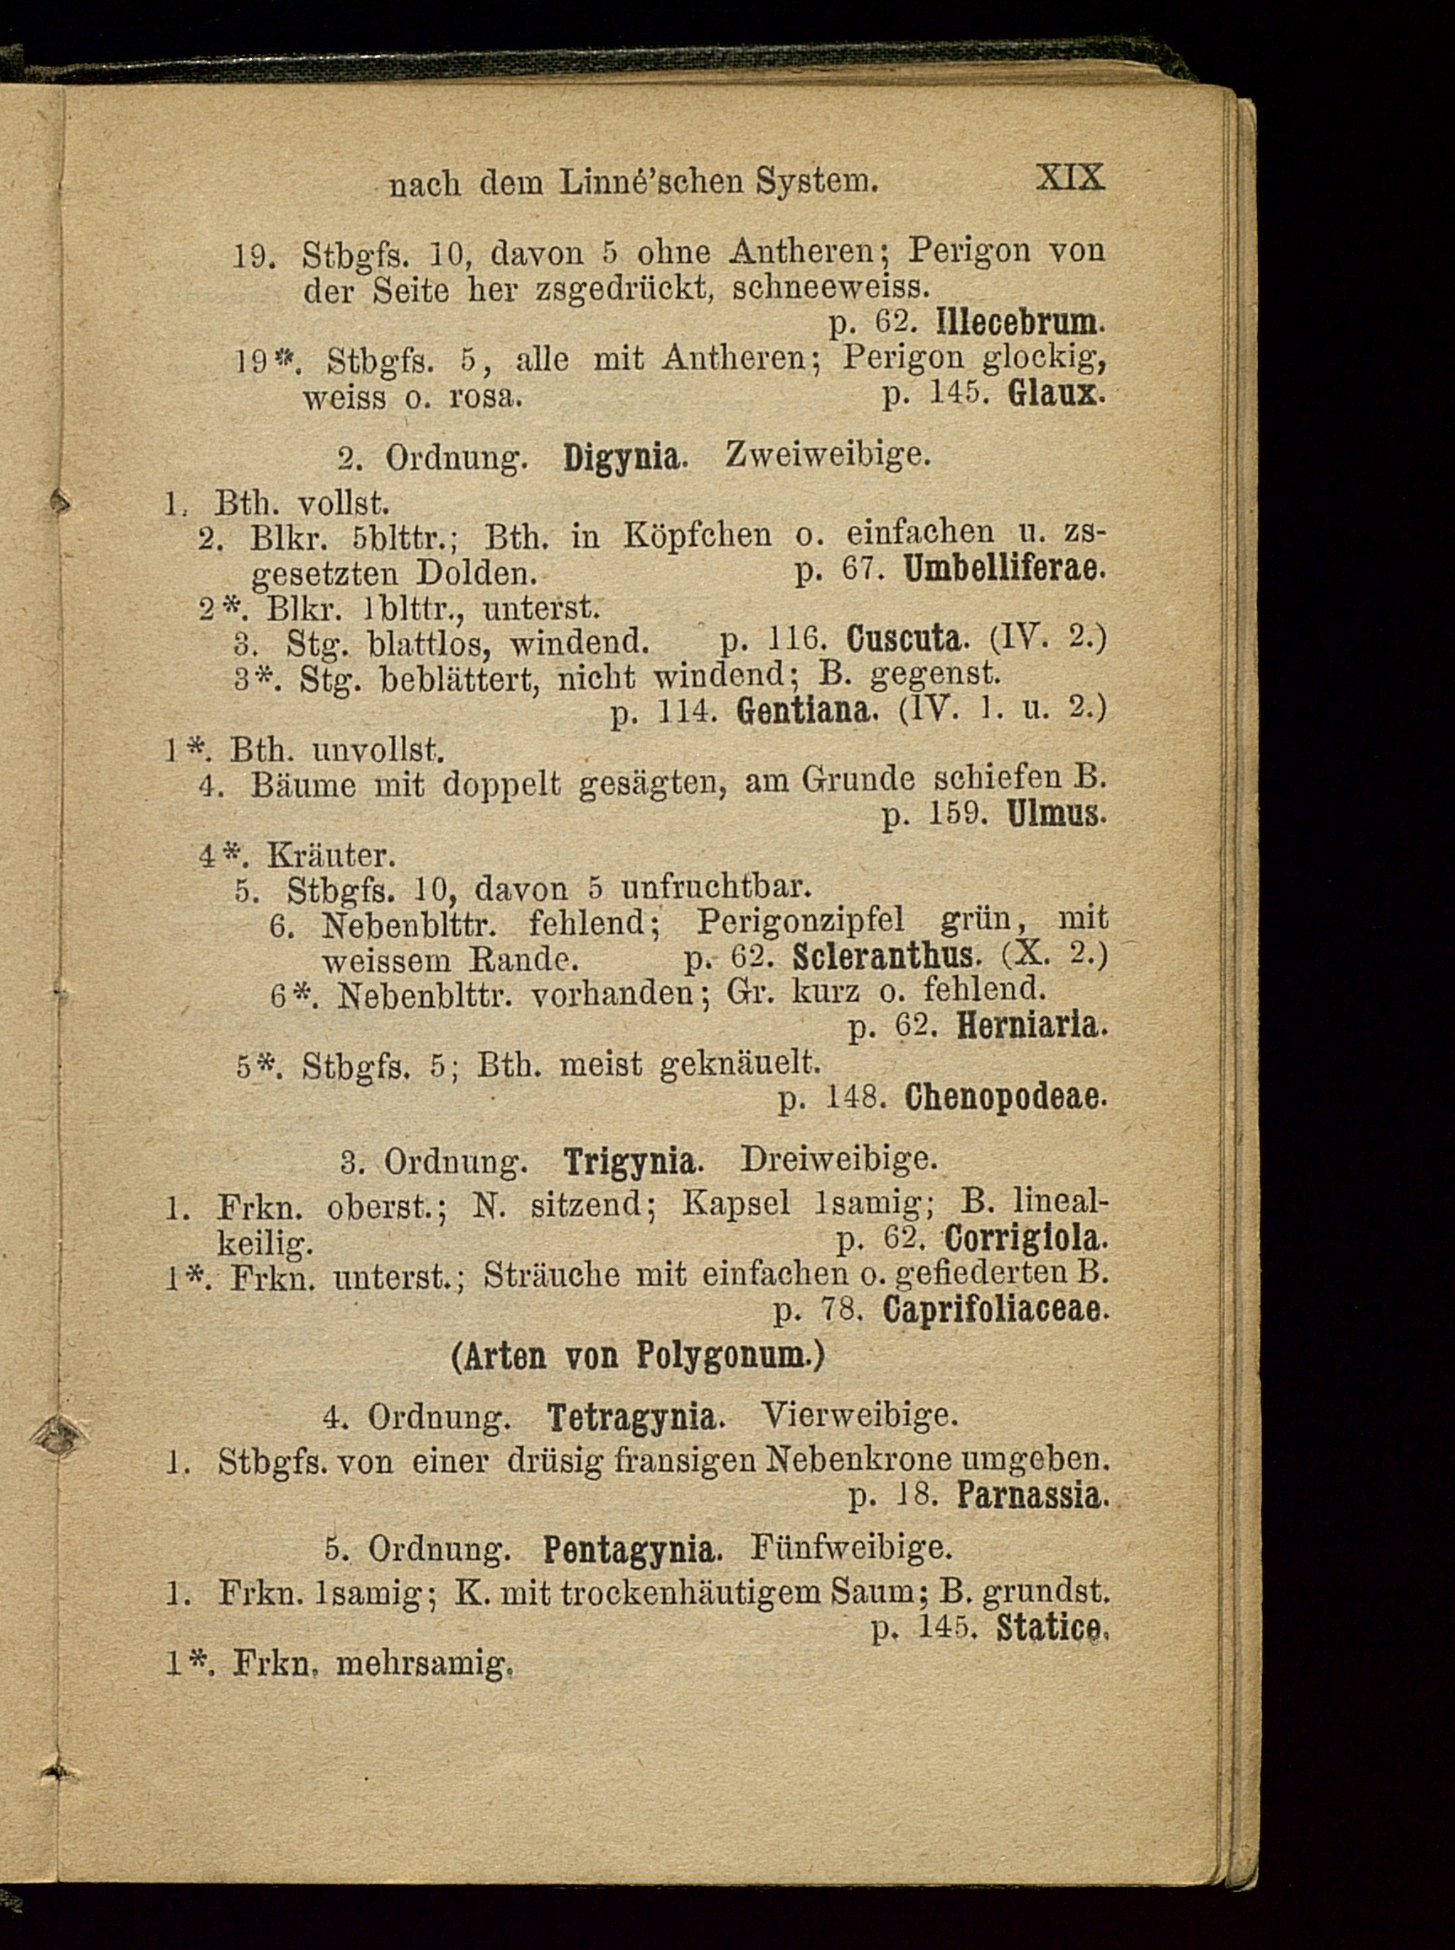 nach dem Linné'schen System. XIX
19. Stbgfs. 10, davon 5 ohne Antheren; Perigon von
der Seite her zsgedrückt, schneeweiss.
p. 62. Illecebrum.
19*. Stbgfs. 5, alle mit Antheren; Perigon glockig,
weiss o. rosa. p. 145. Glaux.
2. Ordnung. Digynia. Zweiweibige.
1. Bth. vollst.
2. Blkr. 5blttr.; Bth. in Köpfchen o. einfachen u. zs-
gesetzten Dolden. p. 67. Umbelliferae.
2*. Blkr. 1blttr., unterst.
3. Stg. blattlos, windend. p. 116. Cuscuta. (IV. 2.)
3*. Stg. beblättert, nicht windend; B. gegenst.
p. 114. Gentiana. (IV. 1. u. 2.)
1*. Bth. unvollst.
4. Bäume mit doppelt gesägten, am Grunde schiefen B.
p. 159. Ulmus.
4*. Kräuter.
5. Stbgfs. 10, davon 5 unfruchtbar.
6. Nebenblttr. fehlend; Perigonzipfel grün, mit
weissem Rande. p. 62. Scleranthus. (X. 2.)
6*. Nebenblttr. vorhanden; Gr. kurz o. fehlend.
p. 62. Herniaria.
5*. Stbgfs. 5; Bth. meist geknäuelt.
p. 148. Chenopodeae.
3. Ordnung. Trigynia. Dreiweibige.
1. Frkn. oberst.; N. sitzend; Kapsel 1samig; B. lineal-
keilig. p. 62. Corrigiola.
1*. Frkn. unterst.; Sträuche mit einfachen o. gefiederten B.
p. 78. Caprifoliaceae.
(Arten von Polygonum.)
4. Ordnung. Tetragynia. Vierweibige.
1. Stbgfs. von einer drüsig fransigen Nebenkrone umgeben.
p. 18. Parnassia.
5. Ordnung. Pentagynia. Fünfweibige.
1. Frkn. 1samig; K. mit trockenhäutigem Saum; B. grundst.
p. 145. Statice.
1*. Frkn. mehrsamig.